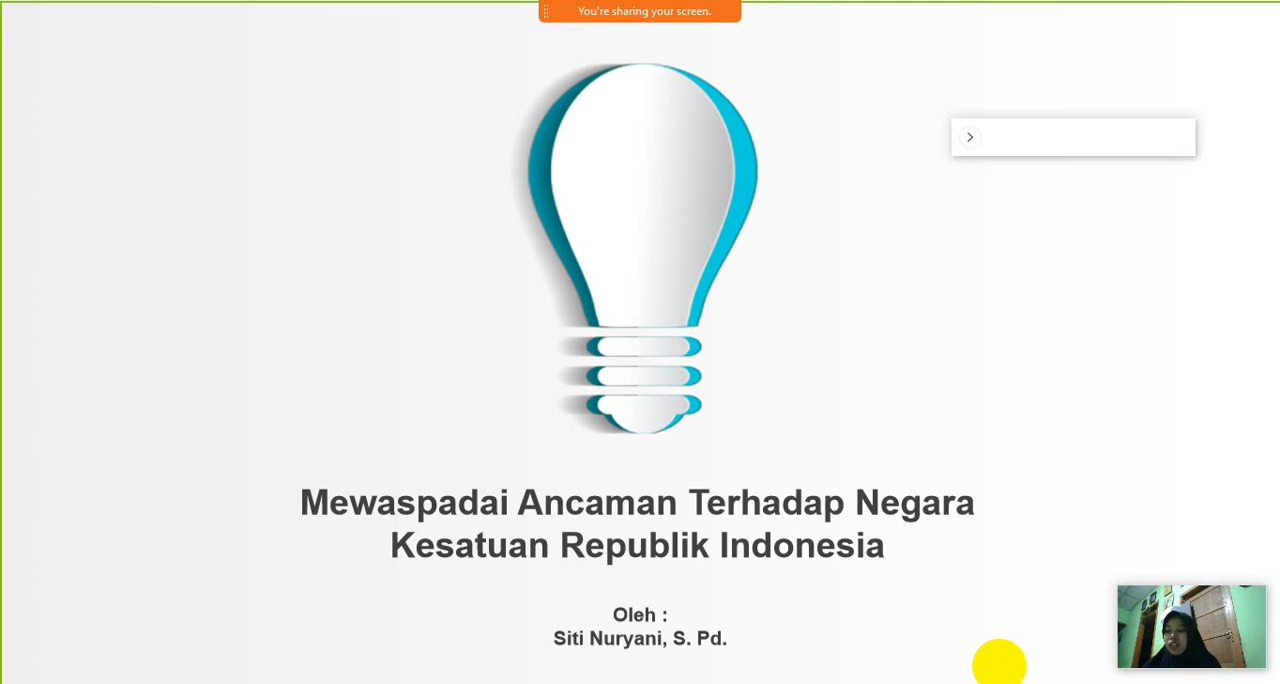 You're sharing your screen.
Mewaspadai Ancaman Terhadap Negara
Kesatuan Republik Indonesia
Oleh :
Siti Nuryani, S. Pd.